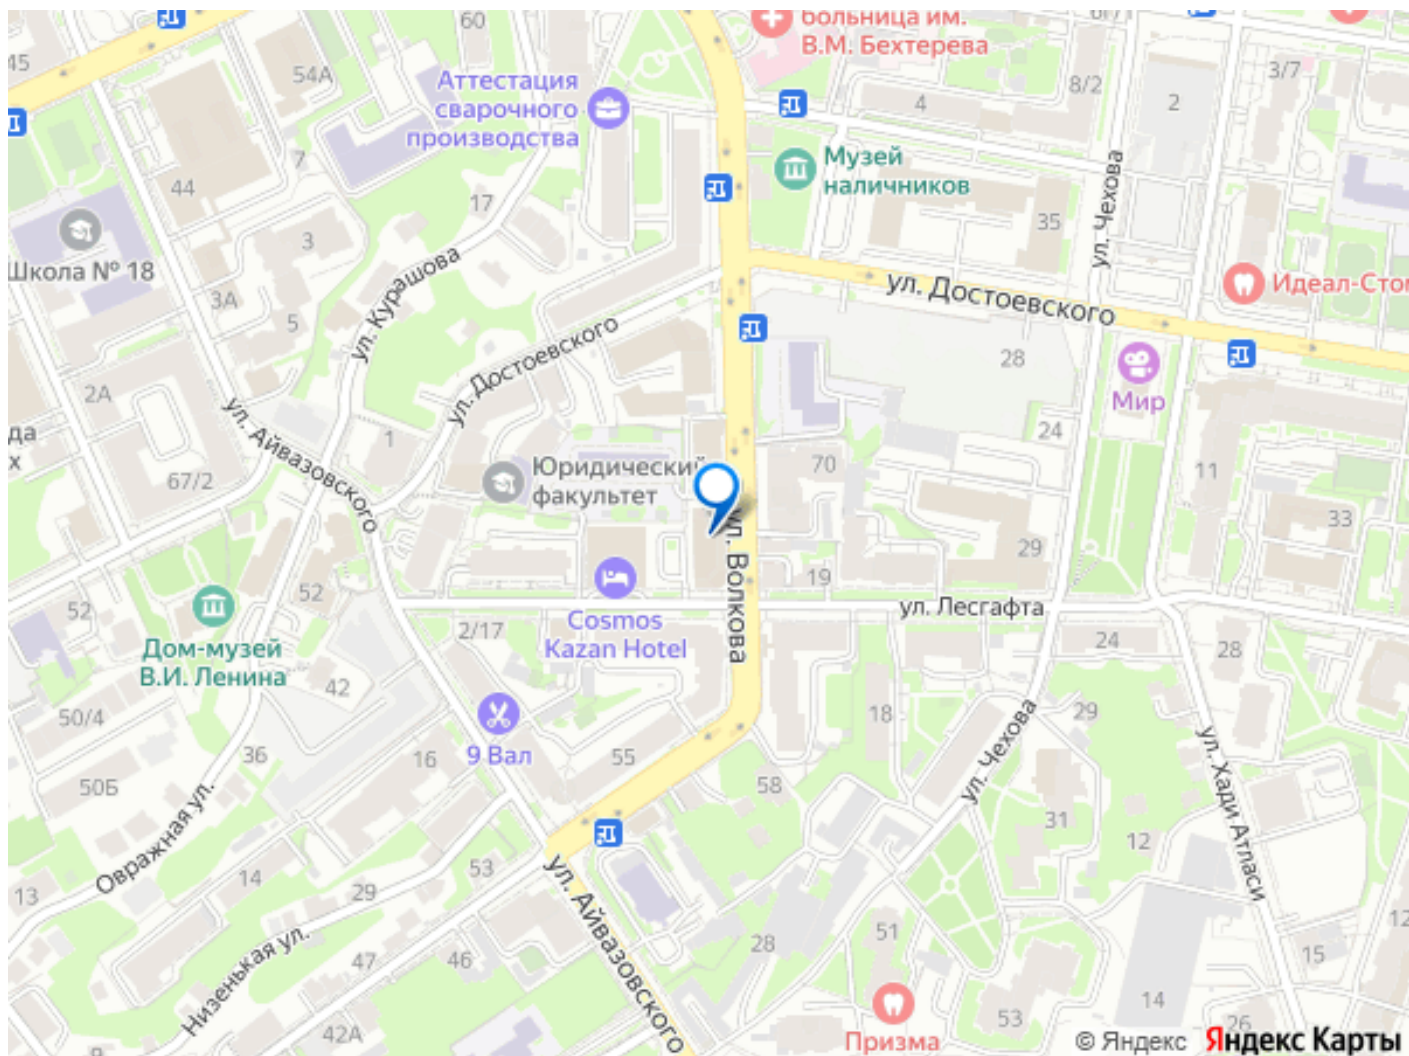 больница им.
В.М. Бехтерева
45
54А
60
Аттестация
сварочного
производства
8/2
3/7
4
2
Музей
наличников
7
44
17
35
ул. Чехова
Школа № 18
3
3А
5
ул. Курашова
ул. Достоевского
ул. Достоевского
Идеал-Стом
28
Мир
2А
ул. Айвазовского
1
24
да
х
67/2
Юридический
факультет
70
11
33
29
ул. Волкова
19
52
52
Дом-музей
В.И. Ленина
2/17
Cosmos
Kazan Hotel
ул. Лесгафта
24
28
42
50/4
36
50Б
9 Вал
16
55
18
29
58
ул. Чехова
ул. Хади Атласи
Овражная ул.
31
12
13
14
29
53
ул. Айвазовского
Низенькая ул.
47
46
28
51
12
15
42А
9
Призма
53
14
26
© Яндекс Яндекс Карты